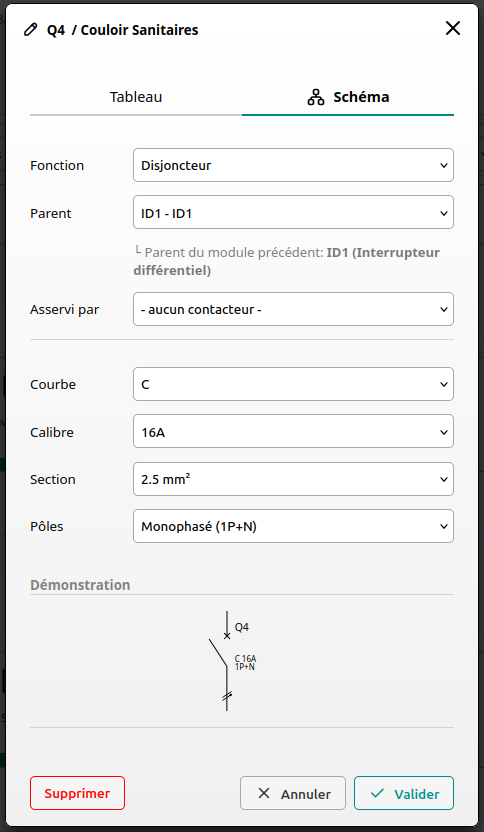 Q4 / Couloir Sanitaires
Tableau
Schéma
Fonction
Disjoncteur
Parent
ID1 - ID1
└ Parent du module précédent: ID1 (Interrupteur
différentiel)
Asservi par
- aucun contacteur -
Courbe
C
Calibre
16A
Section
2.5 mm²
Pôles
Monophasé (1P+N)
Démonstration
Q4
C 16A
1P+N
Supprimer
Annuler
Valider